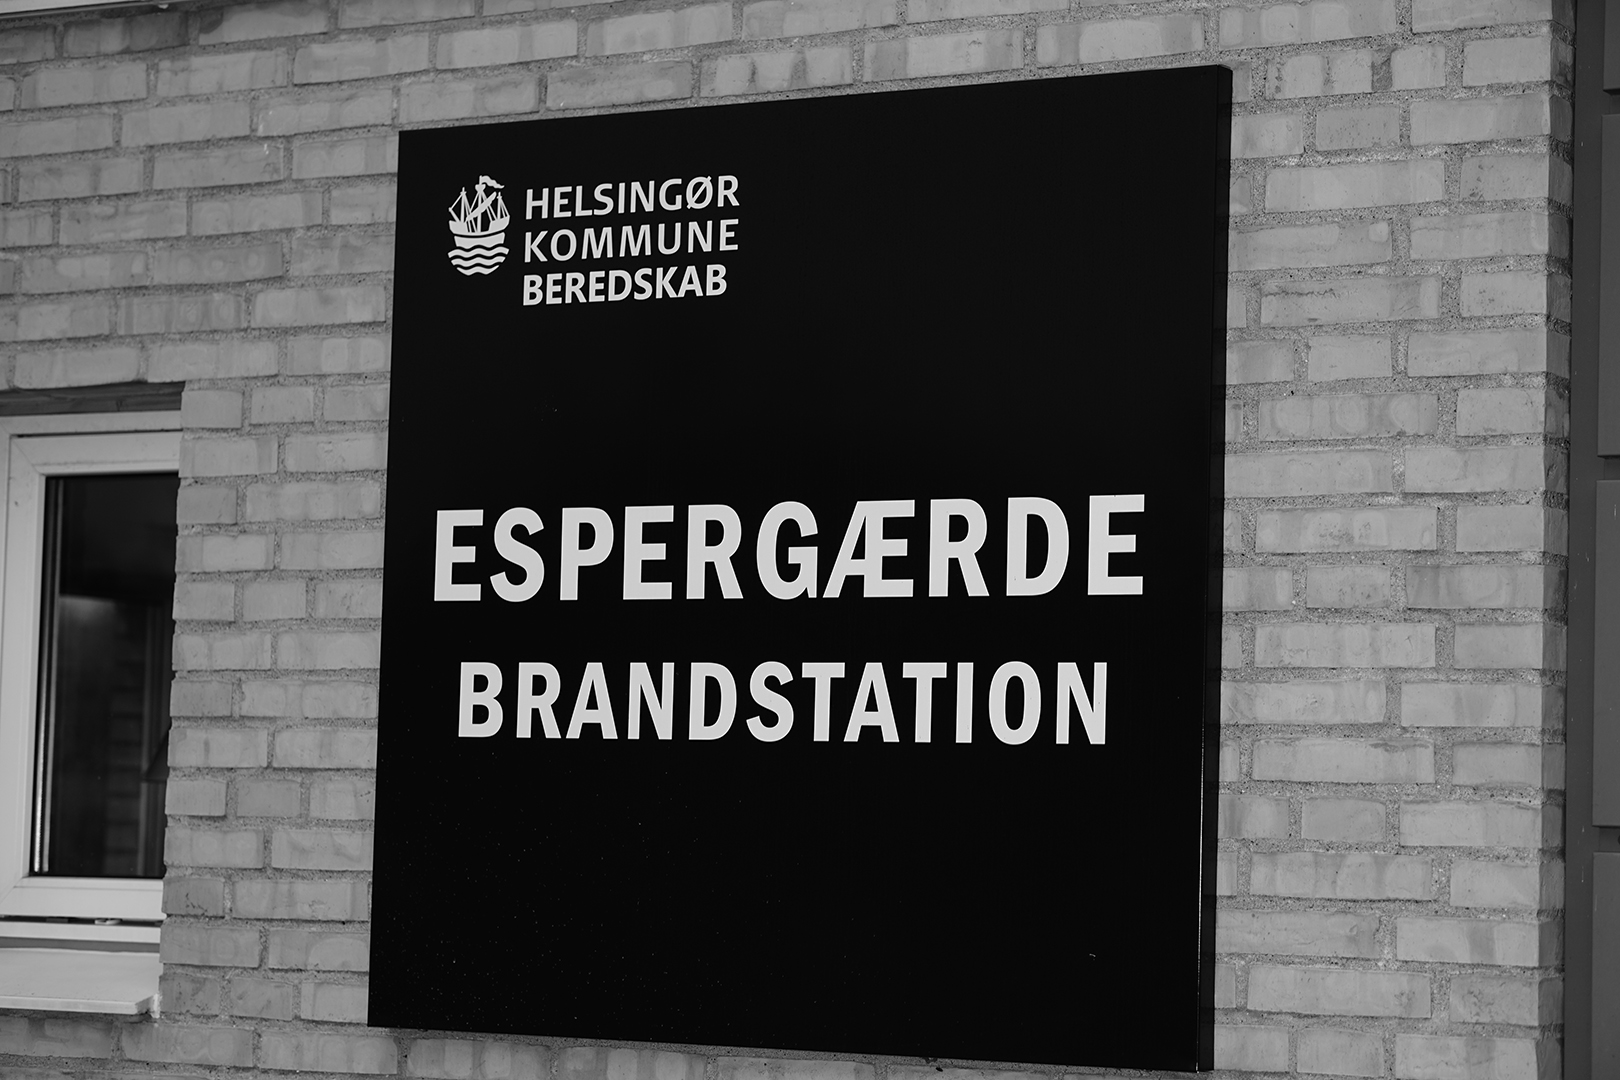 HELSINGØR
KOMMUNE
BEREDSKAB
ESPERGÆRDE
BRANDSTATION